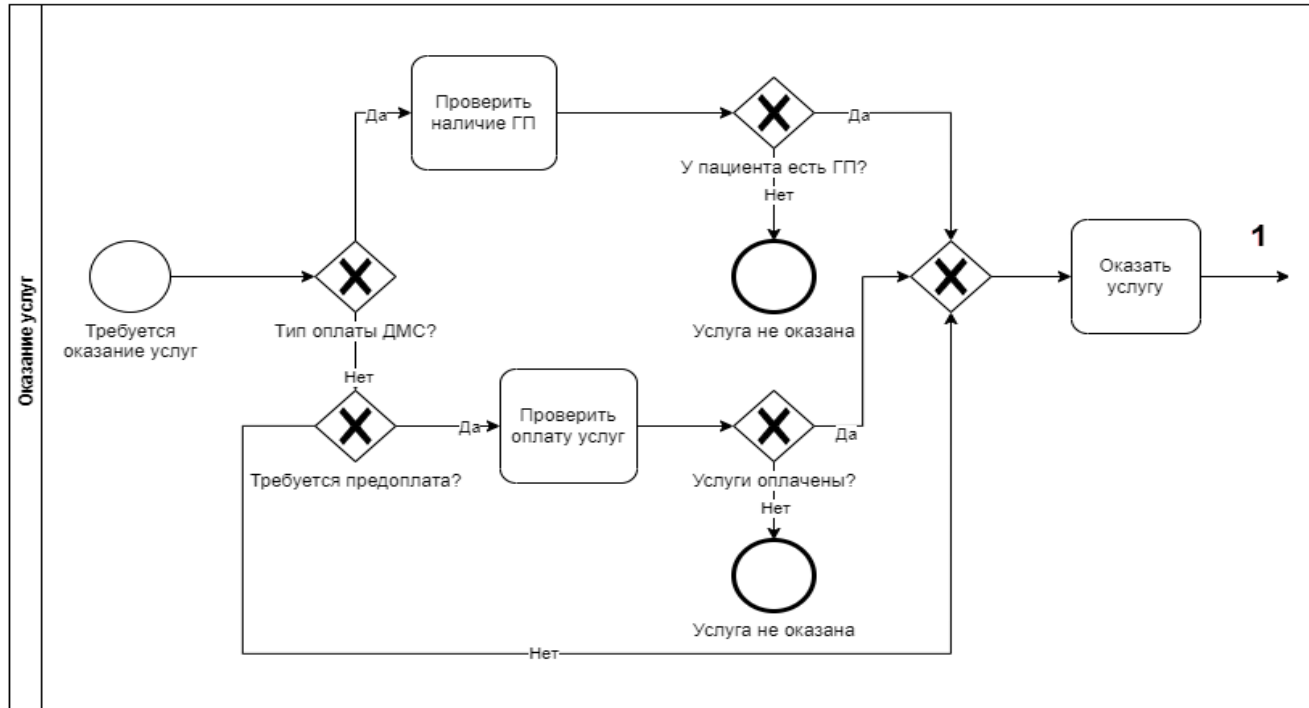 Оказание услуг
Проверить
наличие ГП
Да
Да
У пациента есть ГП?
Нет
1
Требуется
оказание услуг
Тип оплаты ДМС?
Услуга не оказана
Оказать
услугу
Нет
Да
Проверить
оплату услуг
Да
Требуется предоплата?
Услуги оплачены?
Нет
Услуга не оказана
Нет